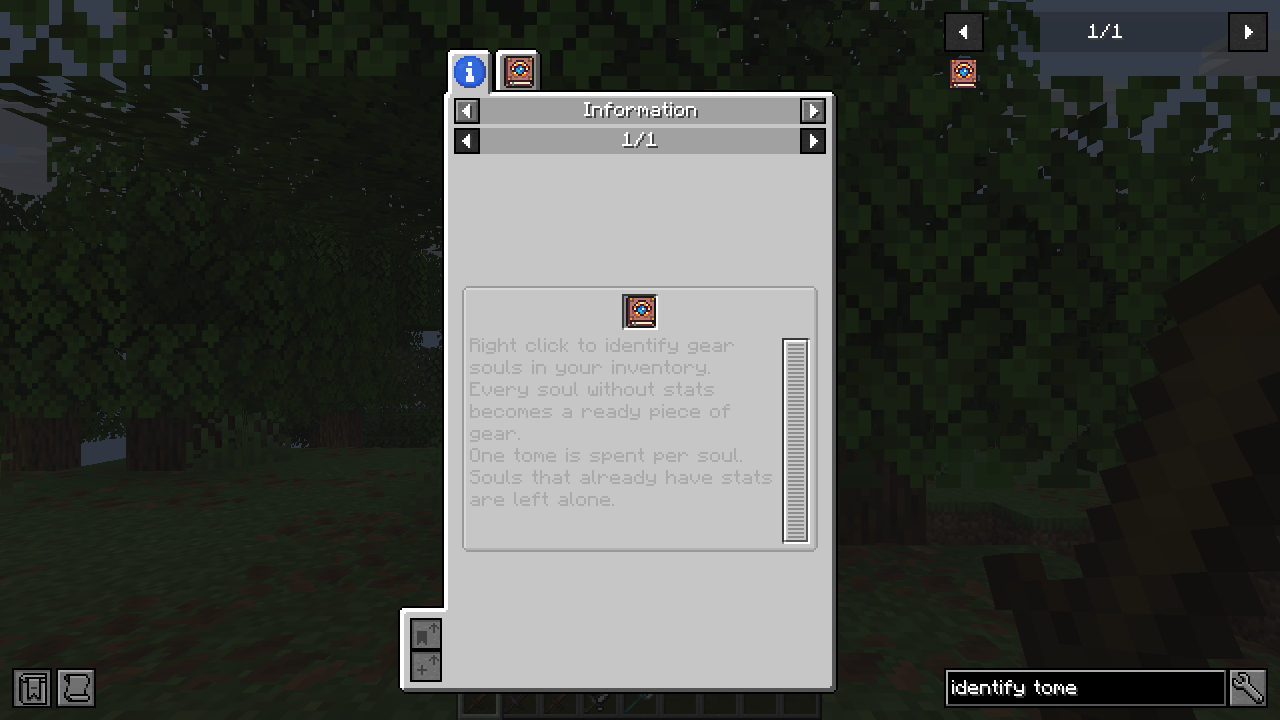 1/1
Information
1/1
Right click to identify gear
souls in your inventory.
Every soul without stats
becomes a ready piece of
gear.
One tome is spent per soul.
Souls that already have stats
are left alone.
identify tome